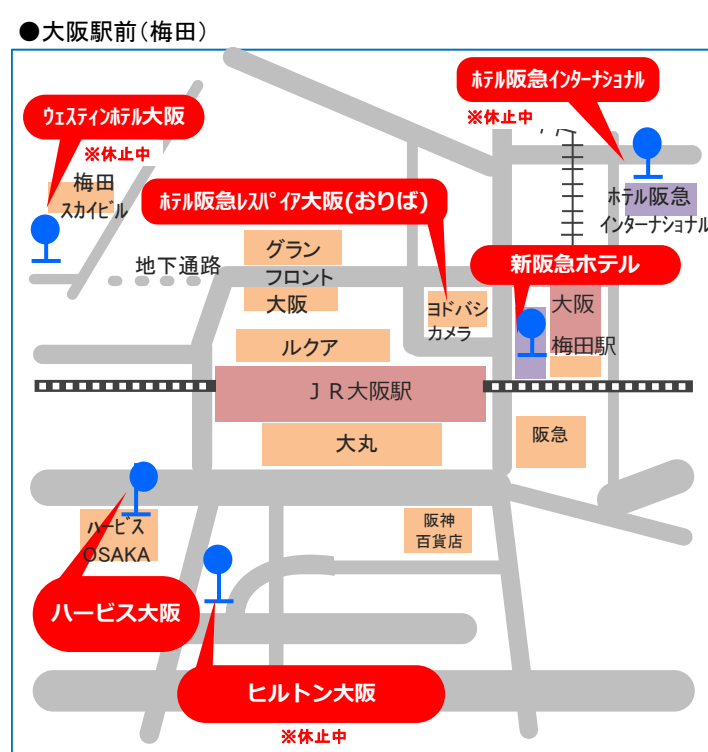 ●大阪駅前(梅田)
ホテル阪急インターナショナル
※休止中
ウェスティンホテル大阪
※休止中
梅田
スカイビル
ホテル阪急レスパイア大阪(おりば)
ホテル阪急
インターナショナル
地下通路
グラン
フロント
大阪
新阪急ホテル
ヨドバシ
カメラ
大阪
梅田駅
ルクア
JR大阪駅
大丸
阪急
ハービス
OSAKA
阪神
百貨店
ハービス大阪
ヒルトン大阪
※休止中